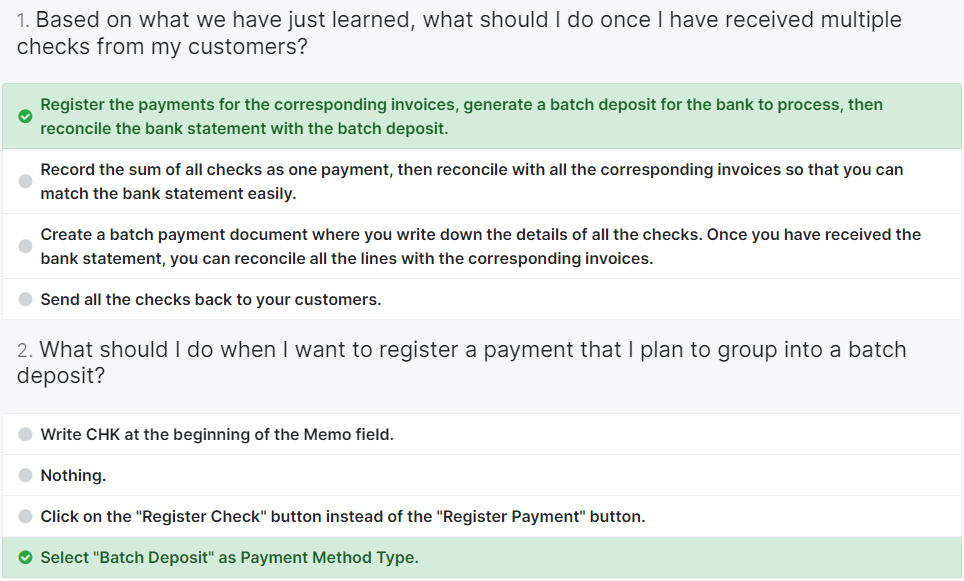 1. Based on what we have just learned, what should I do once I have received multiple
checks from my customers?
Register the payments for the corresponding invoices, generate a batch deposit for the bank to process, then
reconcile the bank statement with the batch deposit.
Record the sum of all checks as one payment, then reconcile with all the corresponding invoices so that you can
match the bank statement easily.
Create a batch payment document where you write down the details of all the checks. Once you have received the
bank statement, you can reconcile all the lines with the corresponding invoices.
Send all the checks back to your customers.
2. What should I do when I want to register a payment that I plan to group into a batch
deposit?
Write CHK at the beginning of the Memo field.
Nothing.
Click on the "Register Check" button instead of the "Register Payment" button.
Select "Batch Deposit" as Payment Method Type.